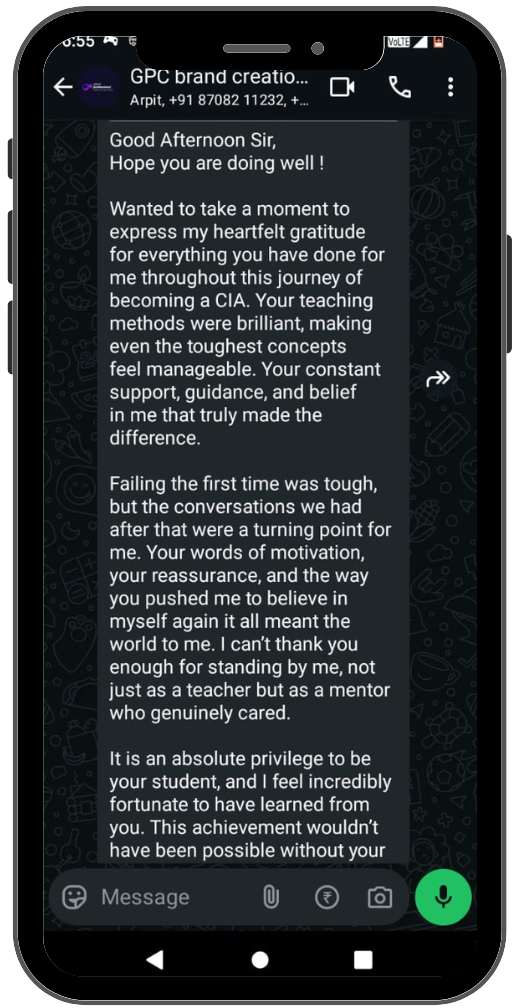 6:55
GPC brand creatio...
Arpit, +91 87082 11232, +...
VoLTE
Good Afternoon Sir,
Hope you are doing well !
Wanted to take a moment to
express my heartfelt gratitude
for everything you have done for
me throughout this journey of
becoming a CIA. Your teaching
methods were brilliant, making
even the toughest concepts
feel manageable. Your constant
support, guidance, and belief
in me that truly made the
difference.
Failing the first time was tough,
but the conversations we had
after that were a turning point for
me. Your words of motivation,
your reassurance, and the way
you pushed me to believe in
myself again it all meant the
world to me. I can't thank you
enough for standing by me, not
just as a teacher but as a mentor
who genuinely cared.
It is an absolute privilege to be
your student, and I feel incredibly
fortunate to have learned from
you. This achievement wouldn't
have been possible without your
Message